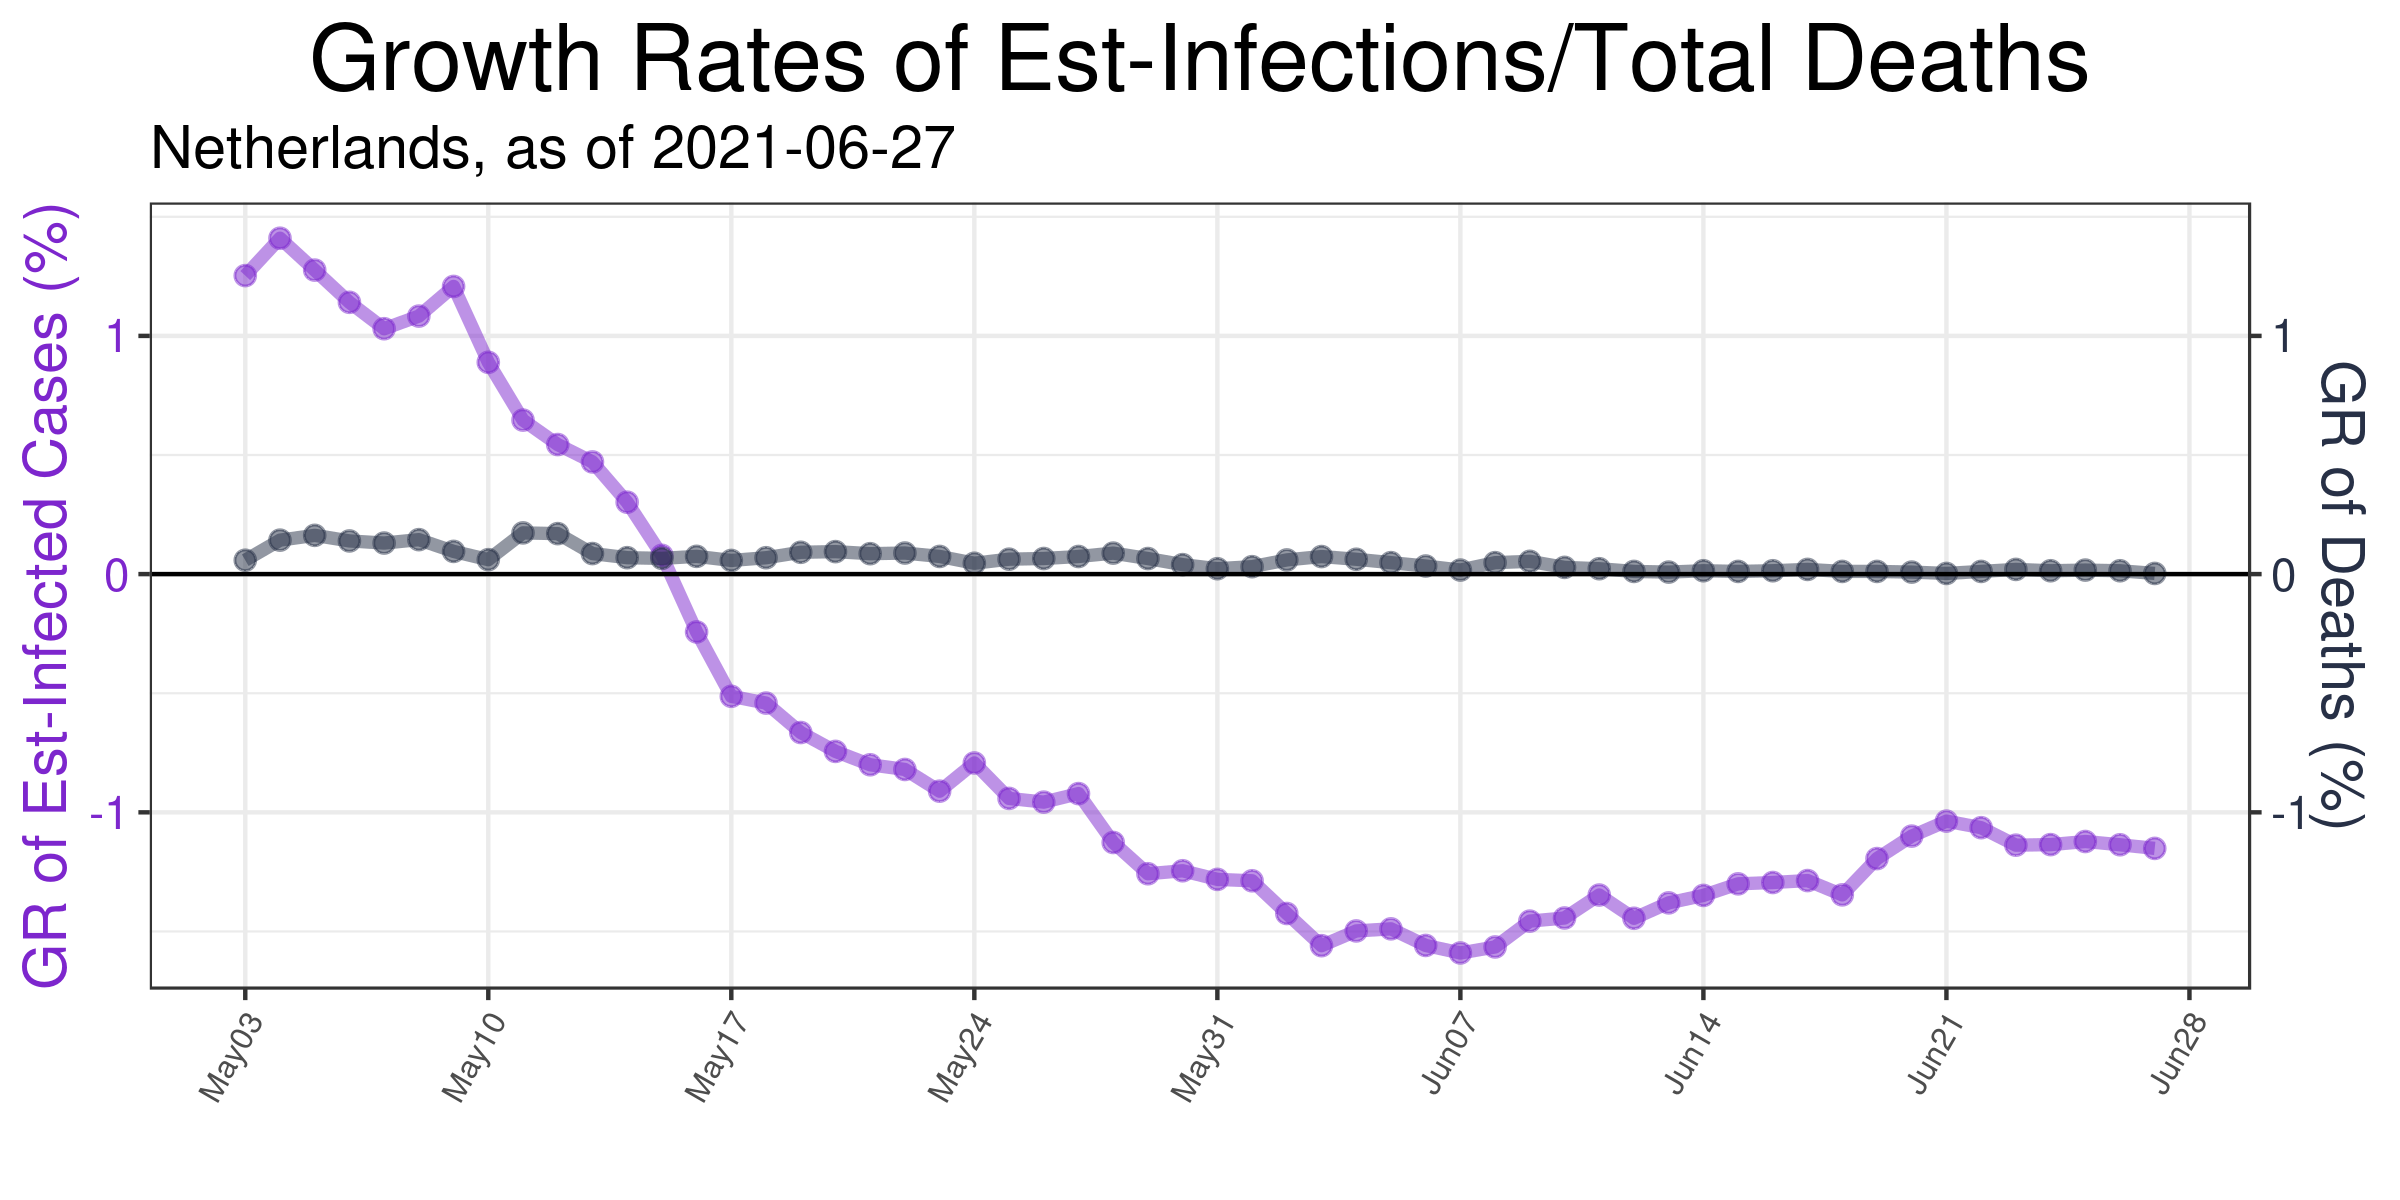 Growth Rates of Est-Infections/Total Deaths
Netherlands, as of 2021-06-27
GR of Est-Infected Cases (%)
1
0
-1
1
0
-1
GR of Deaths (%)
May03
May10
May17
May24
May31
Jun07
Jun14
Jun21
Jun28